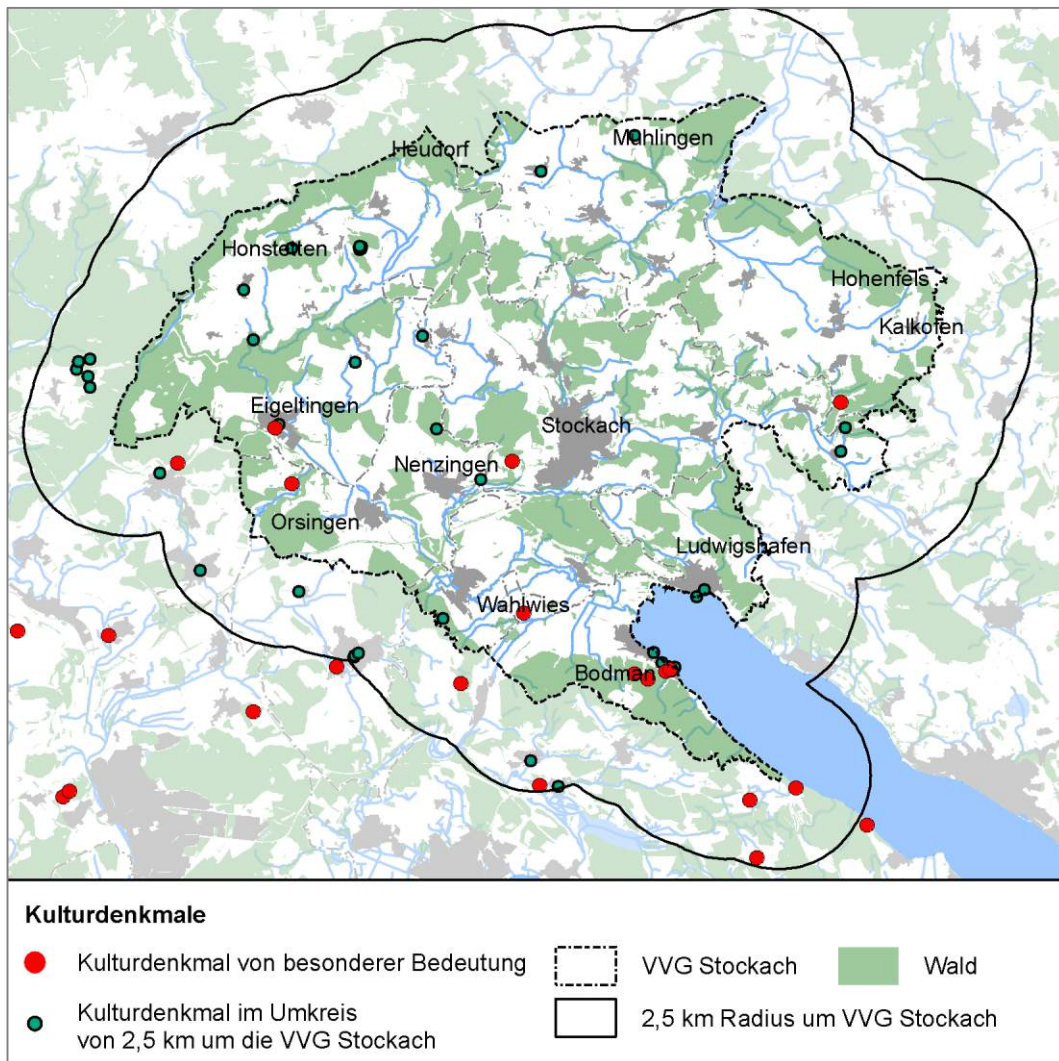 Mühlingen
Heudorf
Honstetten
Hohenfels
Kalkofen
Eigeltingen
Stockach
Nenzingen
Orsingen
Ludwigshafen
Wahlwies
Bodman
Kulturdenkmale
Kulturdenkmal von besonderer Bedeutung
VVG Stockach
Wald
Kulturdenkmal im Umkreis
von 2,5 km um die VVG Stockach
2,5 km Radius um VVG Stockach